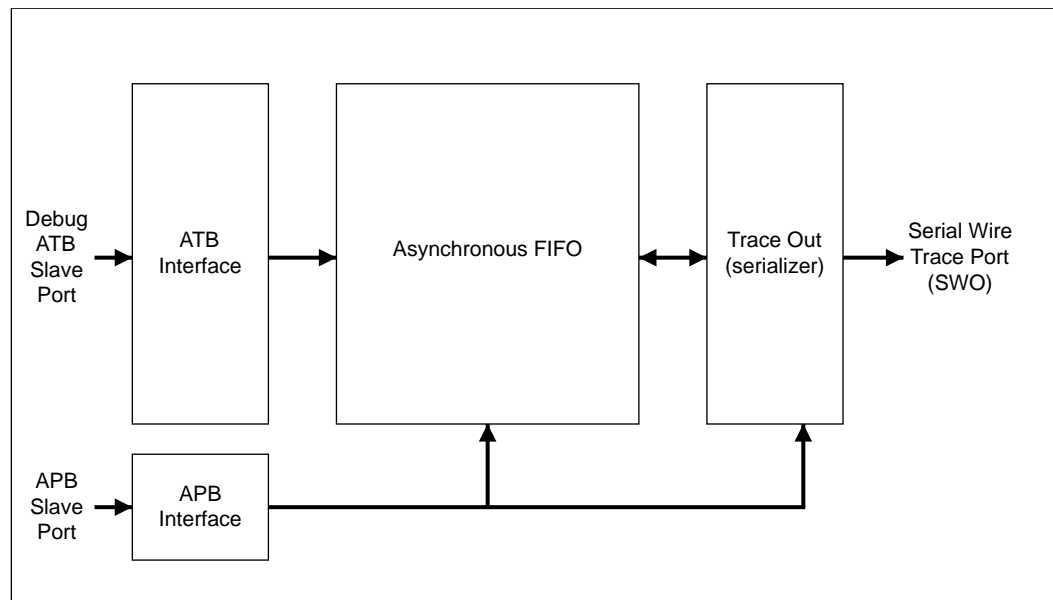 Debug
ATB
Slave
Port
ATB
Interface
Asynchronous FIFO
Trace Out
(serializer)
Serial Wire
Trace Port
(SWO)
APB
Slave
Port
APB
Interface